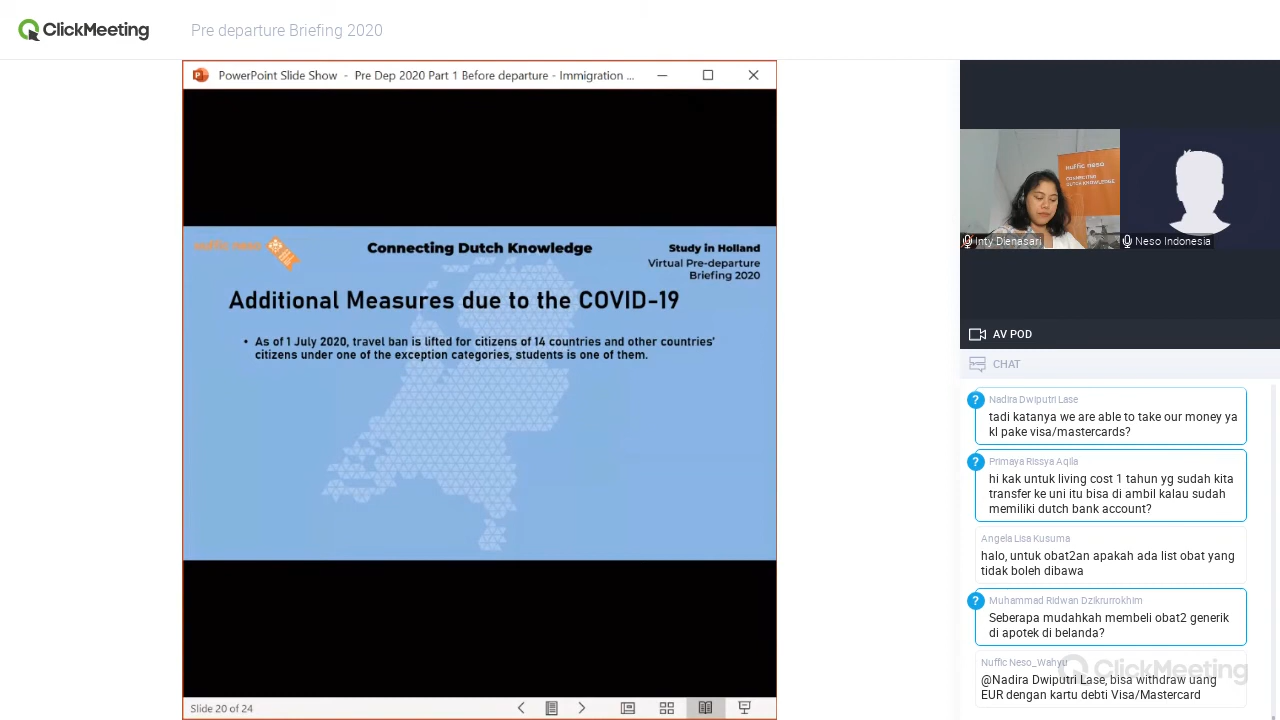 ClickMeeting
Pre departure Briefing 2020
PowerPoint Slide Show - Pre Dep 2020 Part 1 Before departure - Immigration ...
nuffic neso
Connecting Dutch Knowledge
Study in Holland
Virtual Pre-departure
Briefing 2020
Additional Measures due to the COVID-19
• As of 1 July 2020, travel ban is lifted for citizens of 14 countries and other countries'
citizens under one of the exception categories, students is one of them.
Slide 20 of 24
nuffic neso
CONNECTING
DUTCH KNOWLEDGE
Inty Dienasari
Neso Indonesia
AV POD
CHAT
? Nadira Dwiputri Lase
tadi katanya we are able to take our money ya
kl pake visa/mastercards?
? Primaya Rissya Aqila
hi kak untuk living cost 1 tahun yg sudah kita
transfer ke uni itu bisa di ambil kalau sudah
memiliki dutch bank account?
Angela Lisa Kusuma
halo, untuk obat2an apakah ada list obat yang
tidak boleh dibawa
? Muhammad Ridwan Dzikrurrokhim
Seberapa mudahkah membeli obat2 generik
di apotek di belanda?
Nuffic Neso_Wahyu
@Nadira Dwiputri Lase, bisa withdraw uang
EUR dengan kartu debti Visa/Mastercard
ClickMeeting